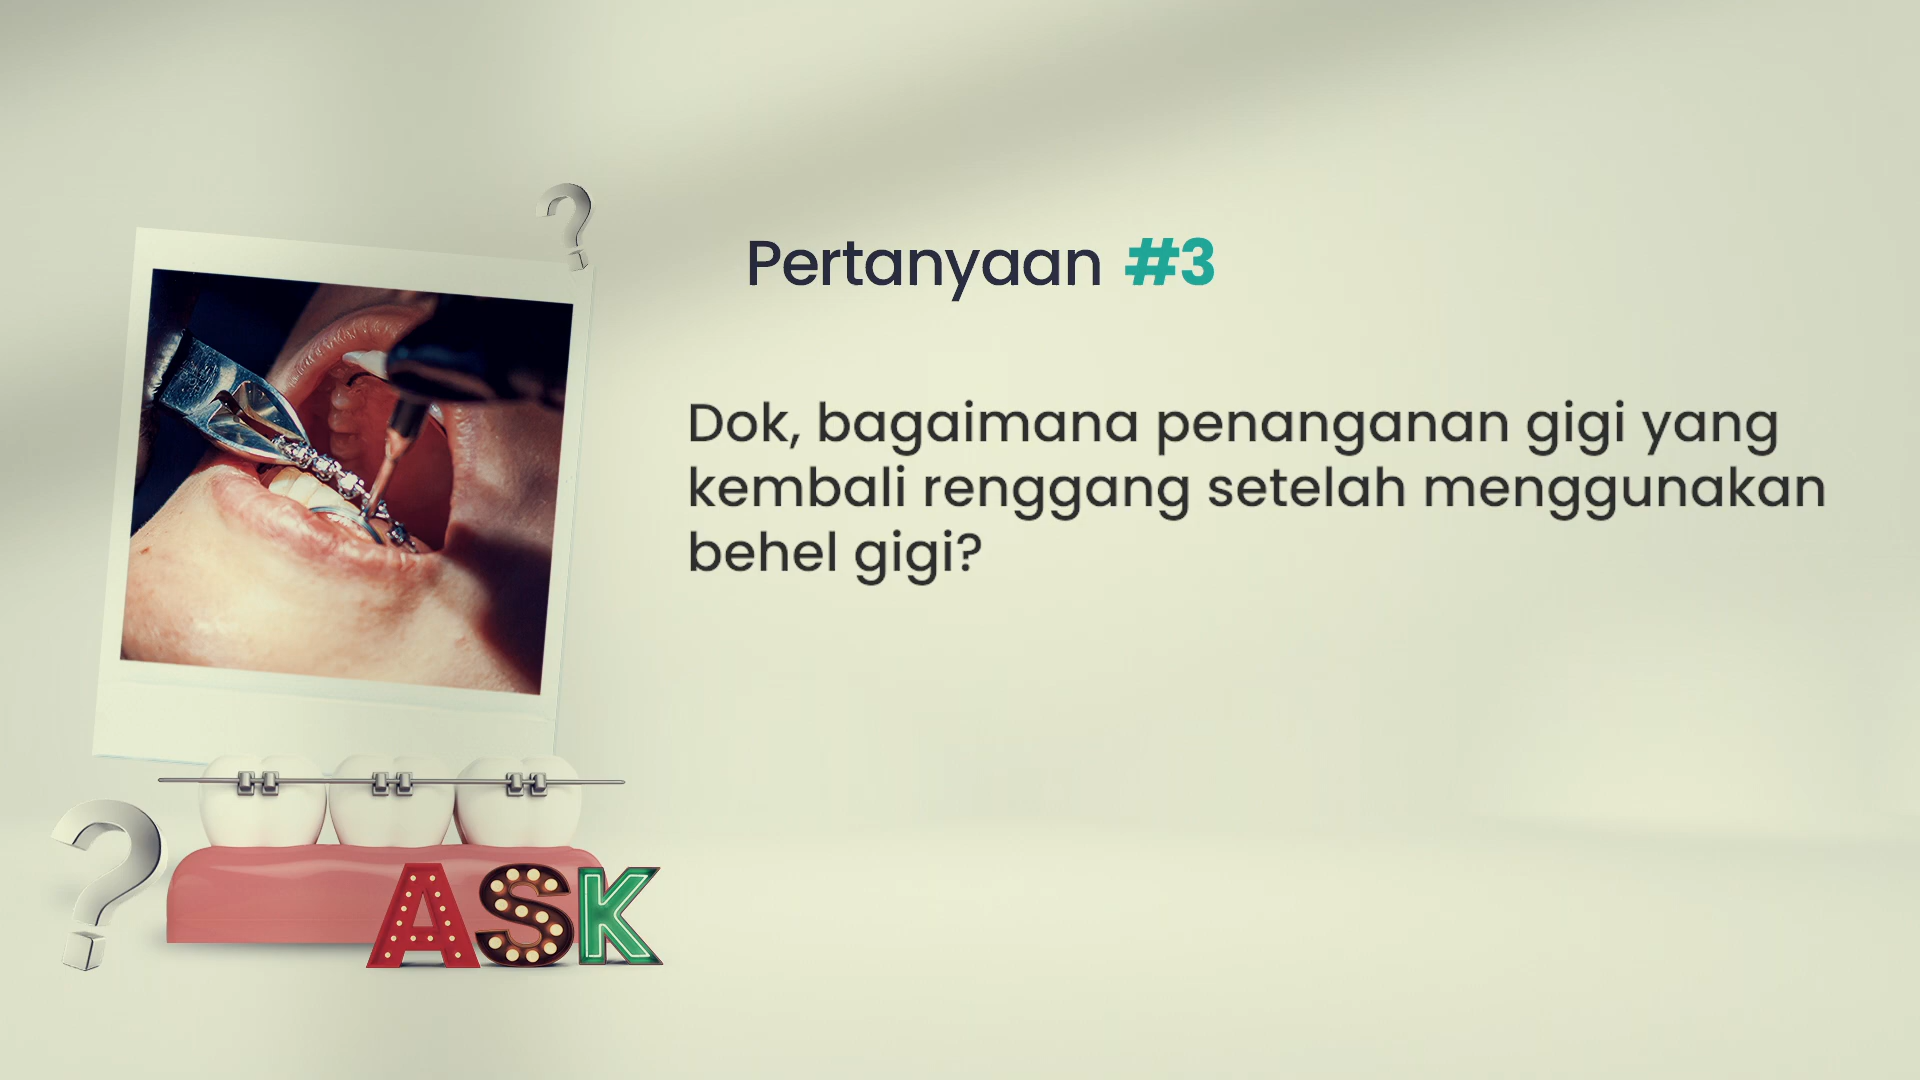 Pertanyaan #3
Dok, bagaimana penanganan gigi yang
kembali renggang setelah menggunakan
behel gigi?
ASK